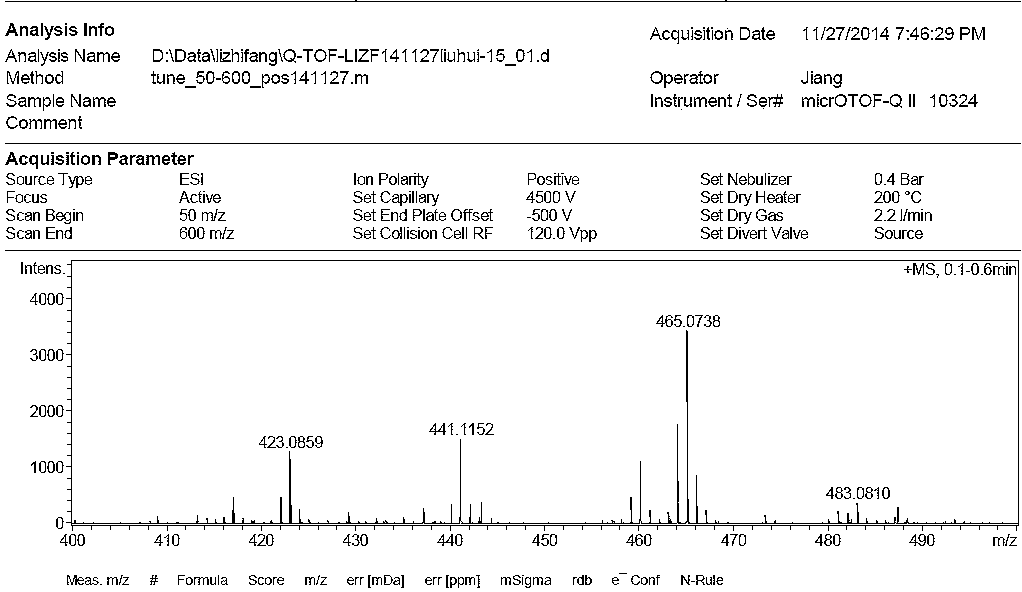 Analysis Info
Acquisition Date 11/27/2014 7:46:29 PM
Analysis Name D:\Data\lizhifang\Q-TOF-LIZF141127liuhui-15_01.d
Method tune_50-600_pos141127.m
Operator Jiang
Sample Name
Instrument / Ser# micrOTOF-Q II 10324
Comment
Acquisition Parameter
Source Type ESI Ion Polarity Positive Set Nebulizer 0.4 Bar
Focus Active Set Capillary 4500 V Set Dry Heater 200 °C
Scan Begin 50 m/z Set End Plate Offset -500 V Set Dry Gas 2.2 l/min
Scan End 600 m/z Set Collision Cell RF 120.0 Vpp Set Divert Valve Source
Intens. +MS, 0.1-0.6min
4000
465.0738
3000
2000
441.1152
423.0859
1000
483.0810
0
400 410 420 430 440 450 460 470 480 490 m/z
Meas. m/z # Formula Score m/z err [mDa] err [ppm] mSigma rdb e¯ Conf N-Rule